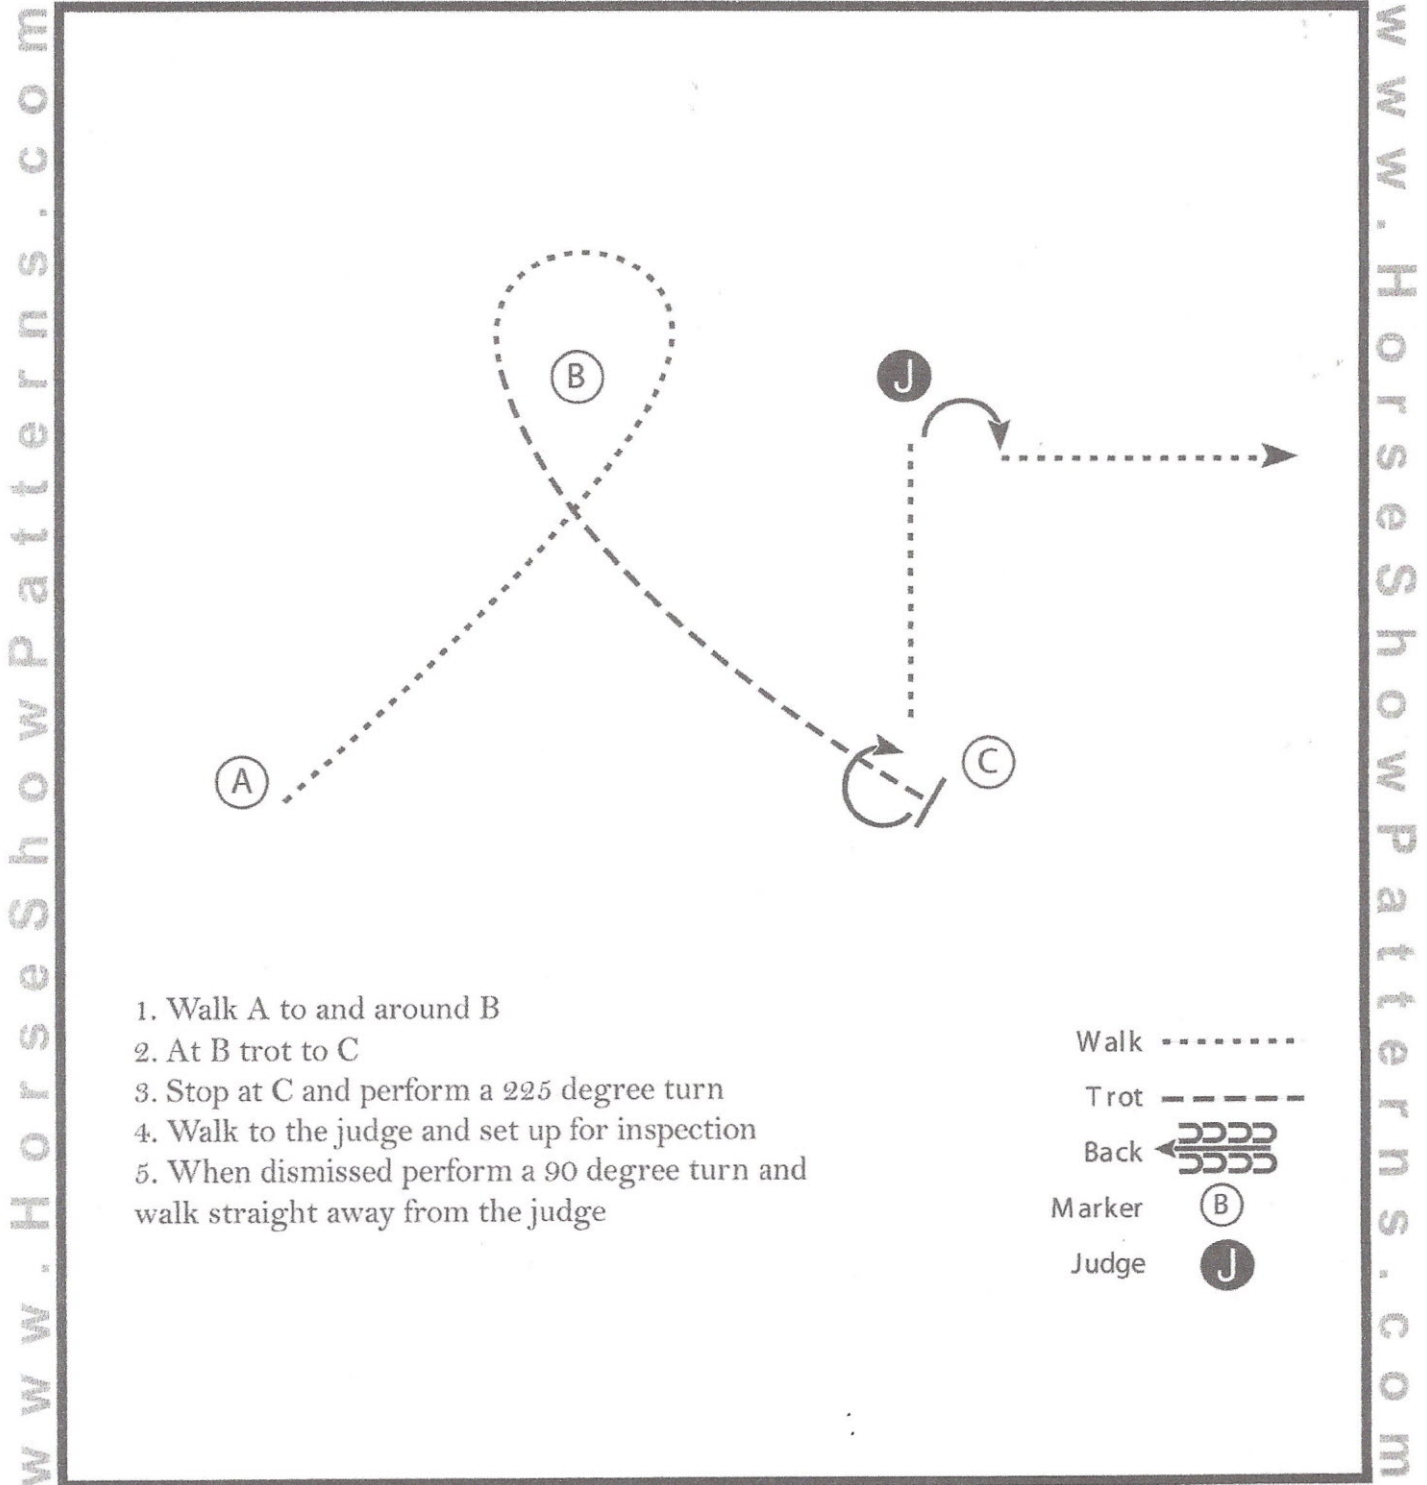 www.HorseShowPatterns.com
www.HorseShowPatterns.com
B
J
A
C
1. Walk A to and around B
2. At B trot to C
3. Stop at C and perform a 225 degree turn
4. Walk to the judge and set up for inspection
5. When dismissed perform a 90 degree turn and
walk straight away from the judge
Walk
Trot
Back
Marker B
Judge J